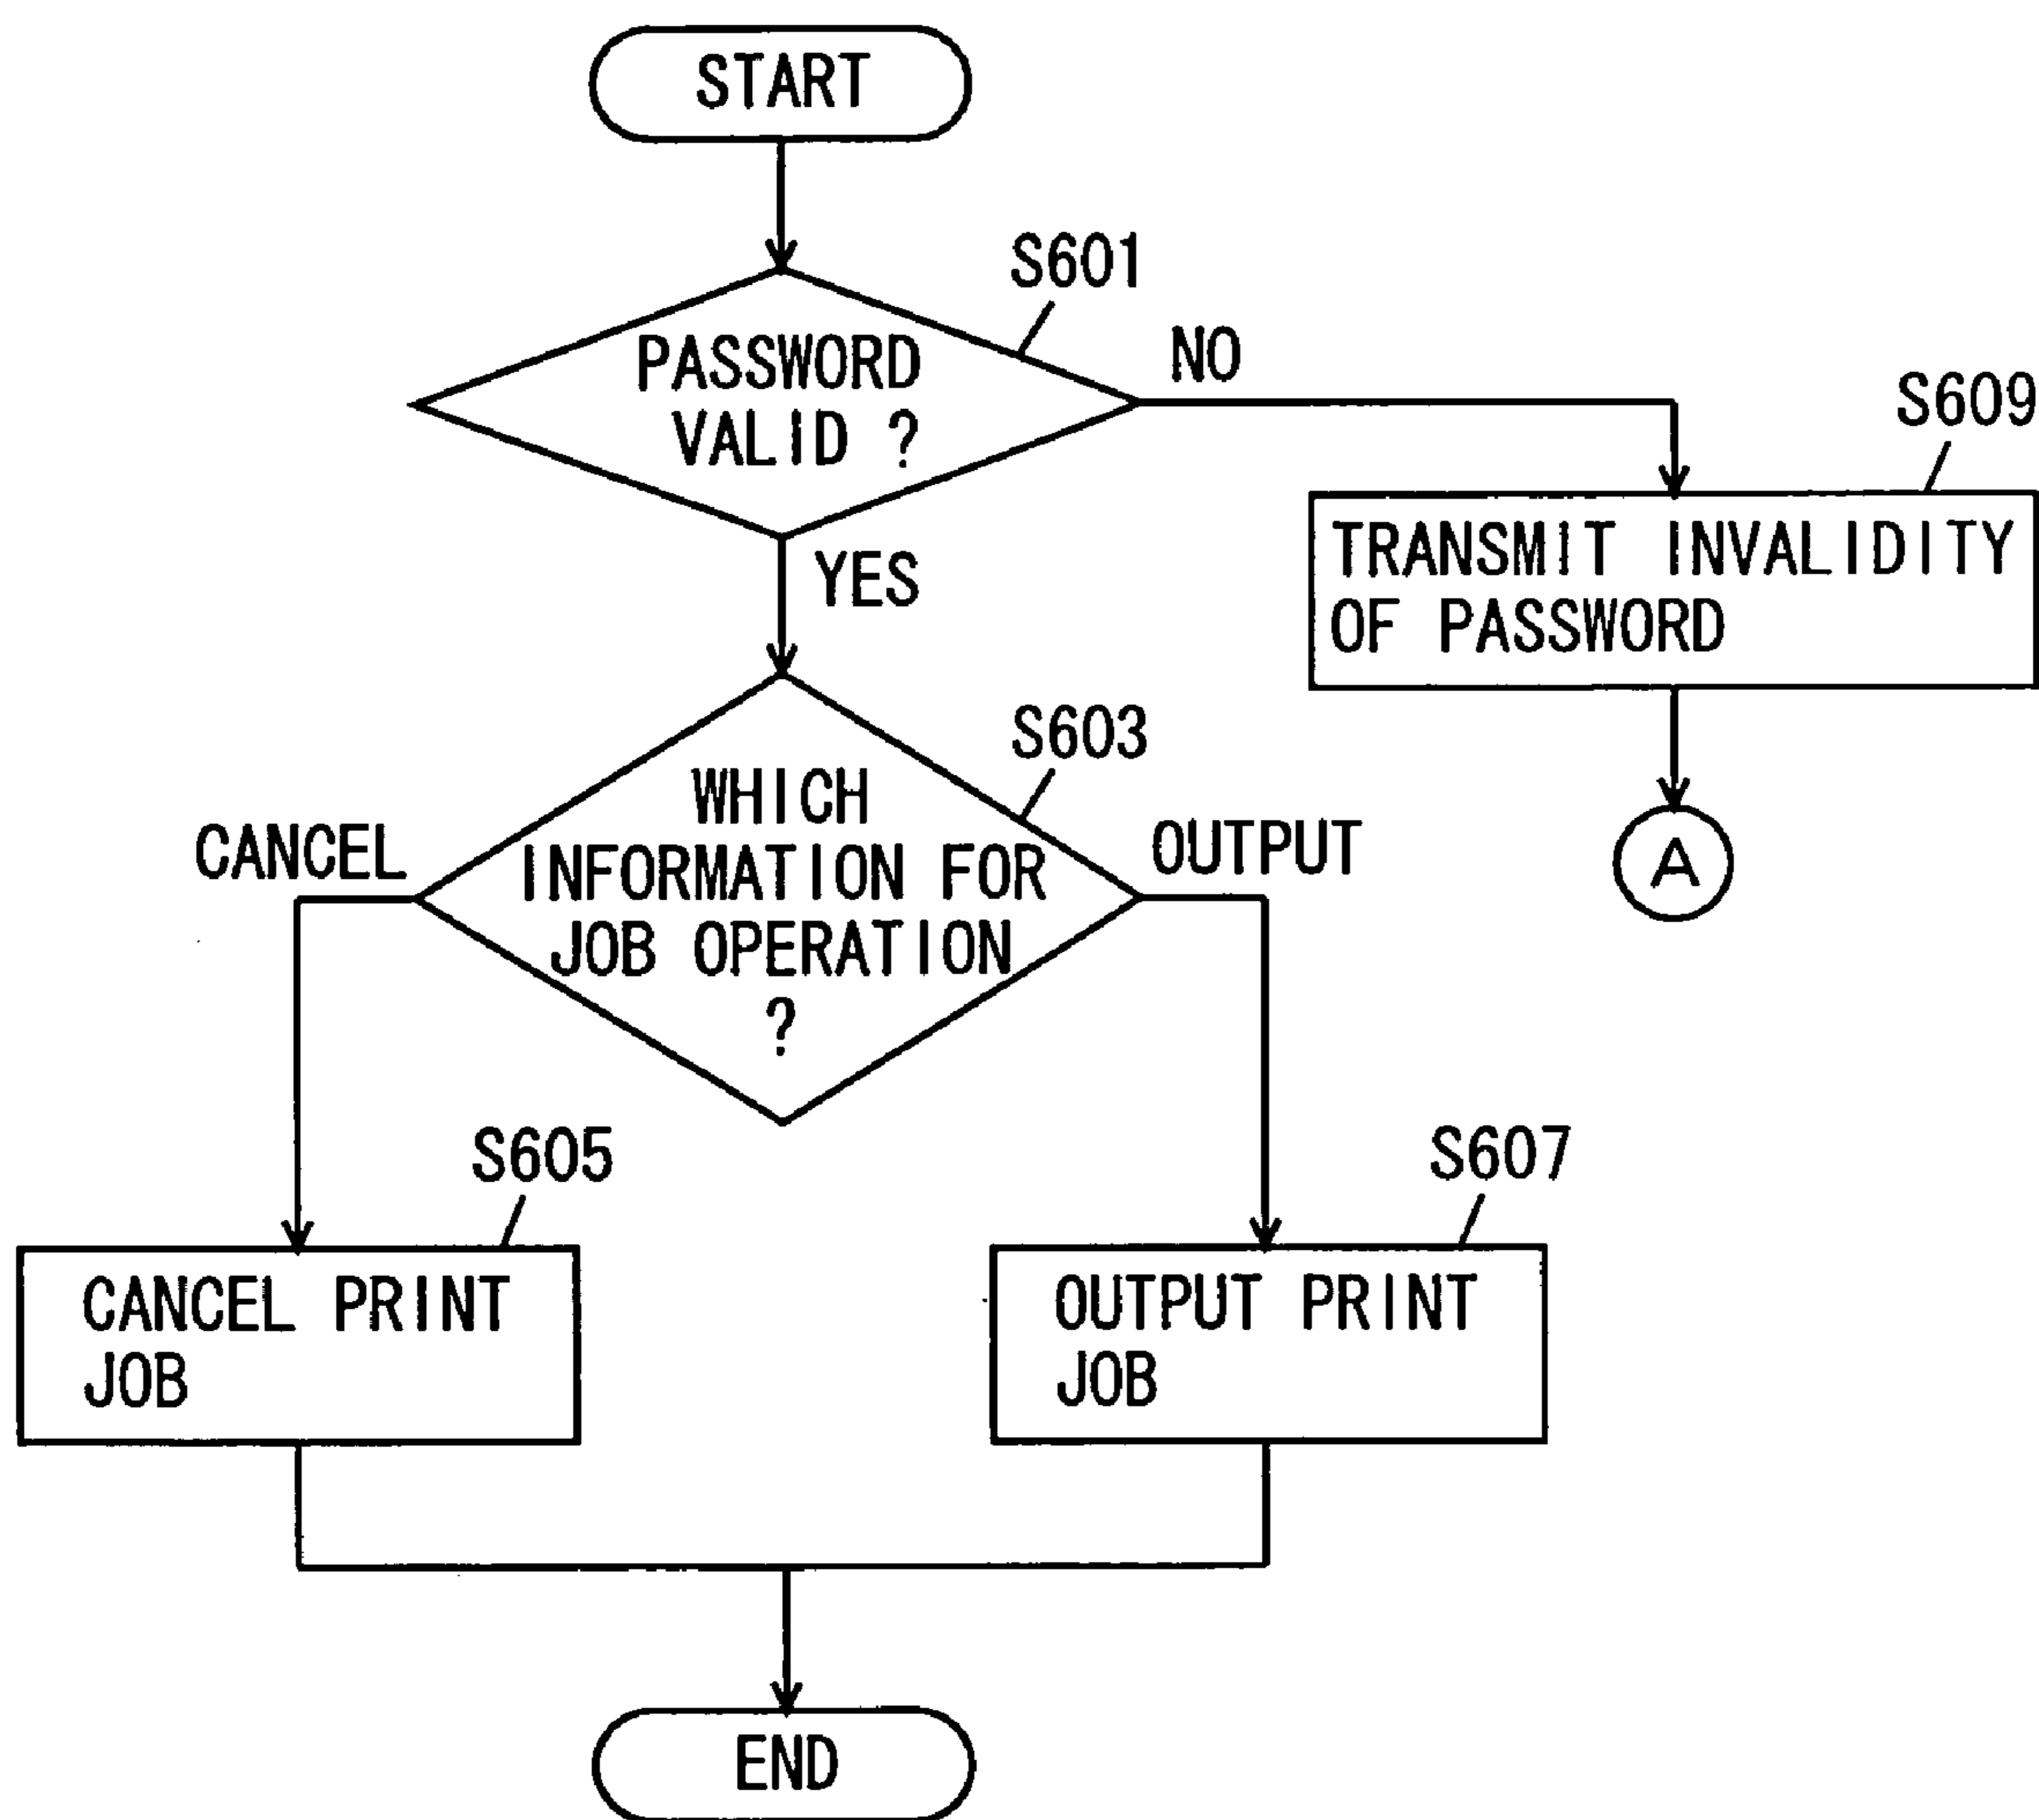 START
S601
PASSWORD
VALID ?
NO
S609
YES
TRANSMIT INVALIDITY
OF PASSWORD
S603
WHICH
INFORMATION FOR
JOB OPERATION
?
CANCEL
OUTPUT
A
S605
S607
CANCEL PRINT
JOB
OUTPUT PRINT
JOB
END